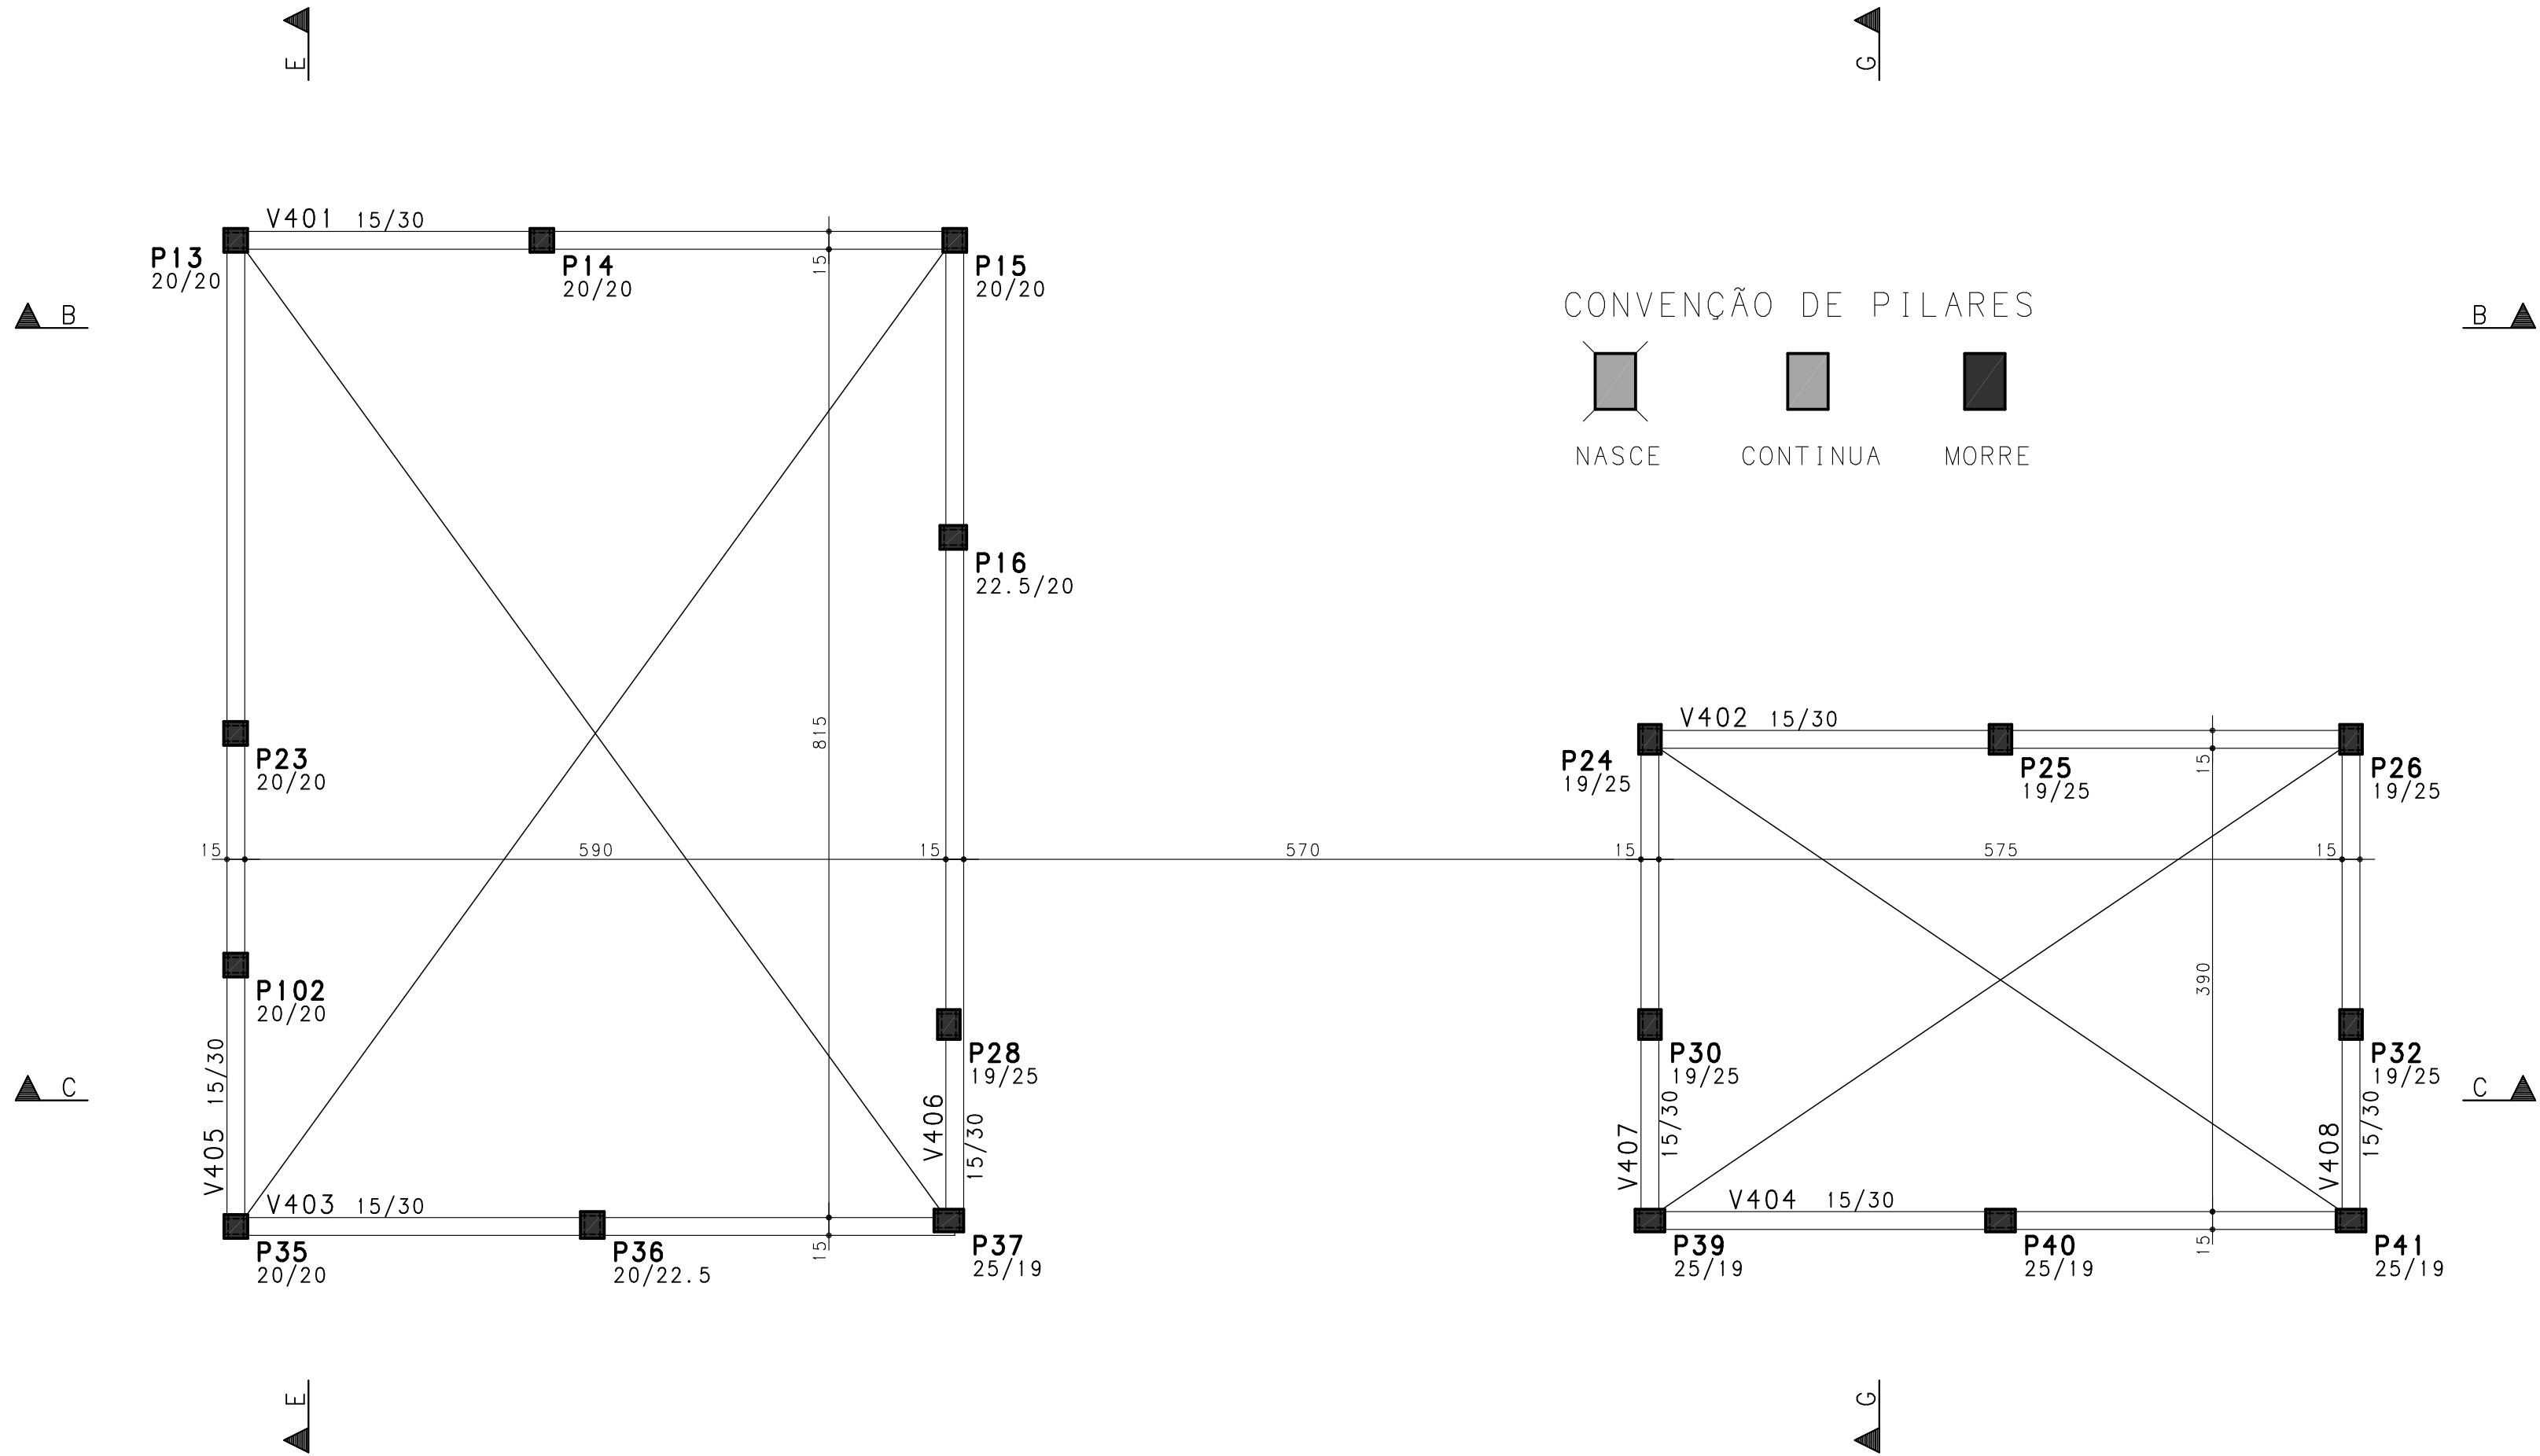 E
G
V401 15/30
P13
20/20
P14
20/20
15
P15
20/20
B
B
CONVENÇÃO DE PILARES
NASCE
CONTINUA
MORRE
P16
22.5/20
815
P23
20/20
V402 15/30
P24
19/25
P25
19/25
15
P26
19/25
15
590
15
570
15
575
15
390
P102
20/20
P28
19/25
P30
19/25
P32
19/25
C
C
V405 15/30
V406
15/30
V407
15/30
V408
15/30
V403 15/30
V404 15/30
P35
20/20
P36
20/22.5
15
P37
25/19
P39
25/19
P40
25/19
15
P41
25/19
E
G